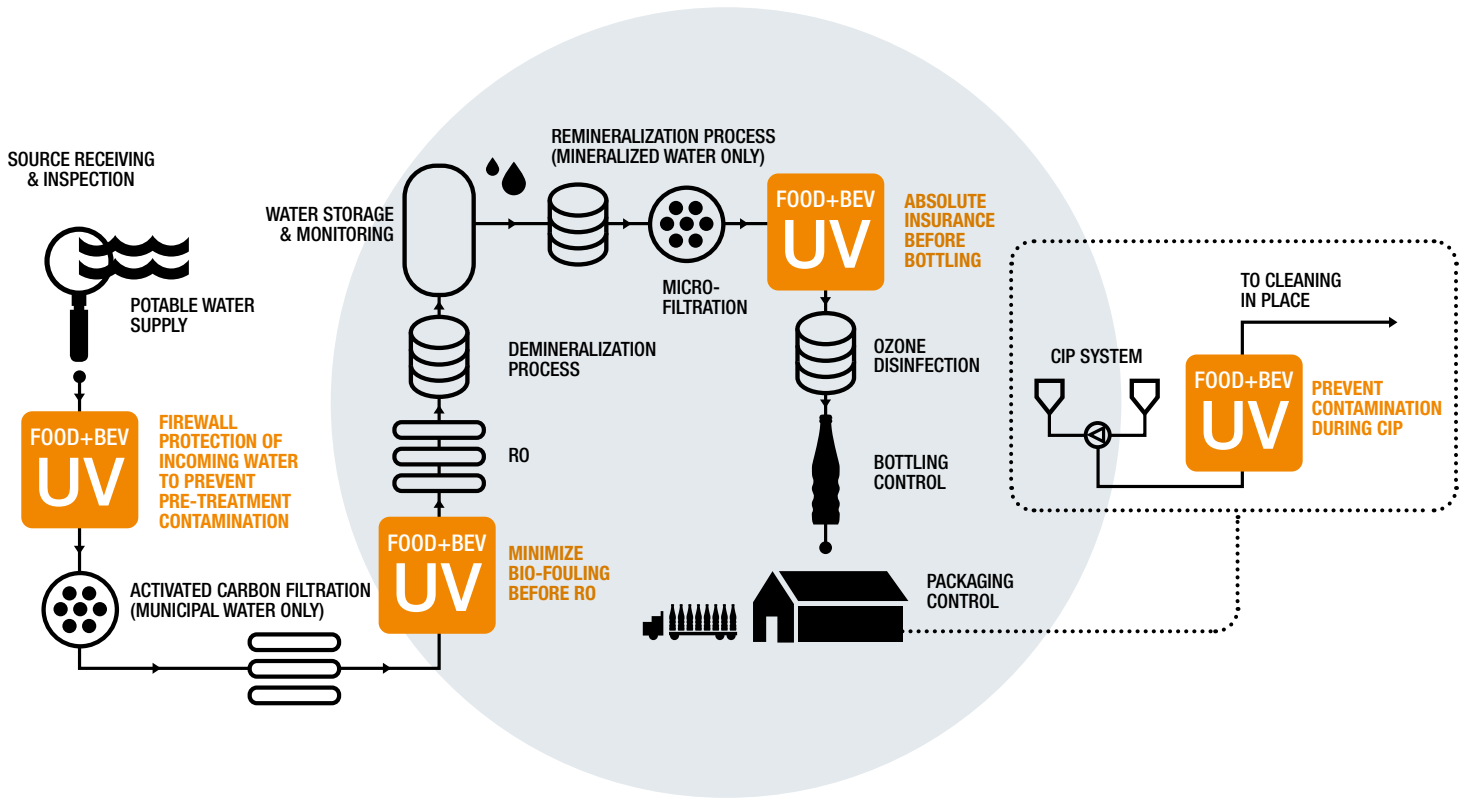 SOURCE RECEIVING
& INSPECTION
POTABLE WATER
SUPPLY
FOOD+BEV
UV
FIREWALL
PROTECTION OF
INCOMING WATER
TO PREVENT
PRE-TREATMENT
CONTAMINATION
ACTIVATED CARBON FILTRATION
(MUNICIPAL WATER ONLY)
FOOD+BEV
UV
MINIMIZE
BIO-FOULING
BEFORE RO
RO
DEMINERALIZATION
PROCESS
WATER STORAGE
& MONITORING
REMINERALIZATION PROCESS
(MINERALIZED WATER ONLY)
MICRO-
FILTRATION
FOOD+BEV
UV
ABSOLUTE
INSURANCE
BEFORE
BOTTLING
OZONE
DISINFECTION
BOTTLING
CONTROL
PACKAGING
CONTROL
CIP SYSTEM
TO CLEANING
IN PLACE
FOOD+BEV
UV
PREVENT
CONTAMINATION
DURING CIP